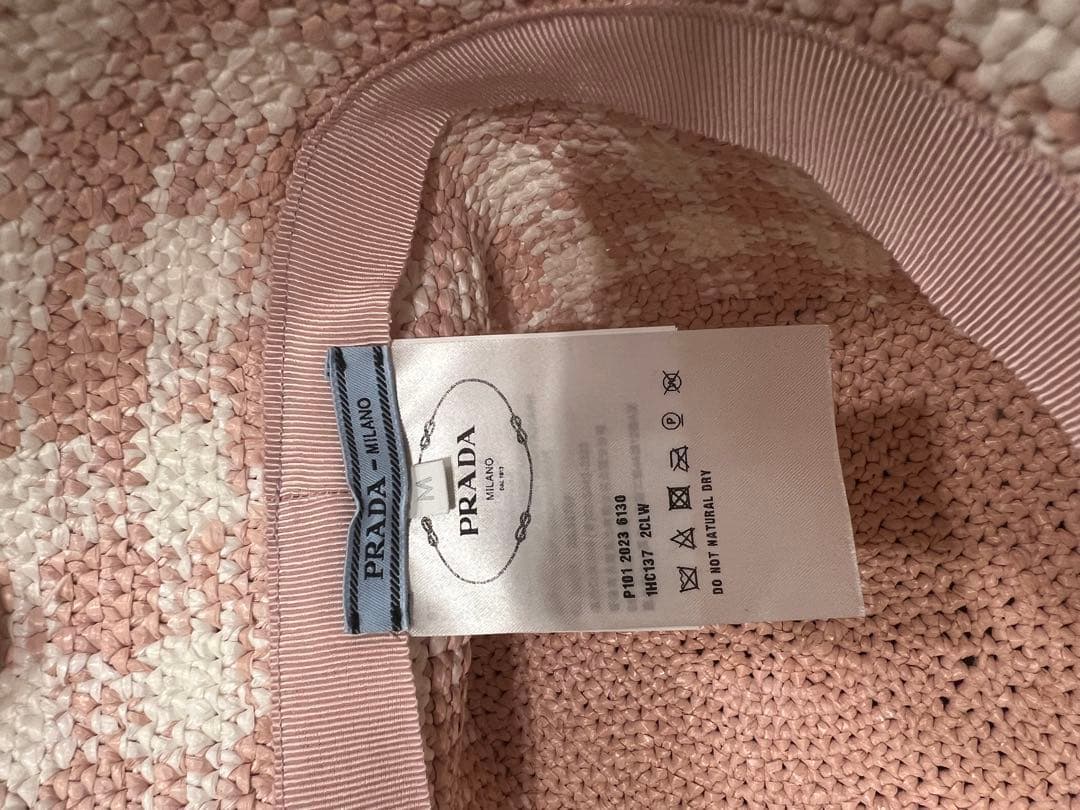 PRADA - MILANO
M
PRADA
MILANO
DAL 1913
P101 2023 6130
1HC137 2CLW
P
DO NOT NATURAL DRY